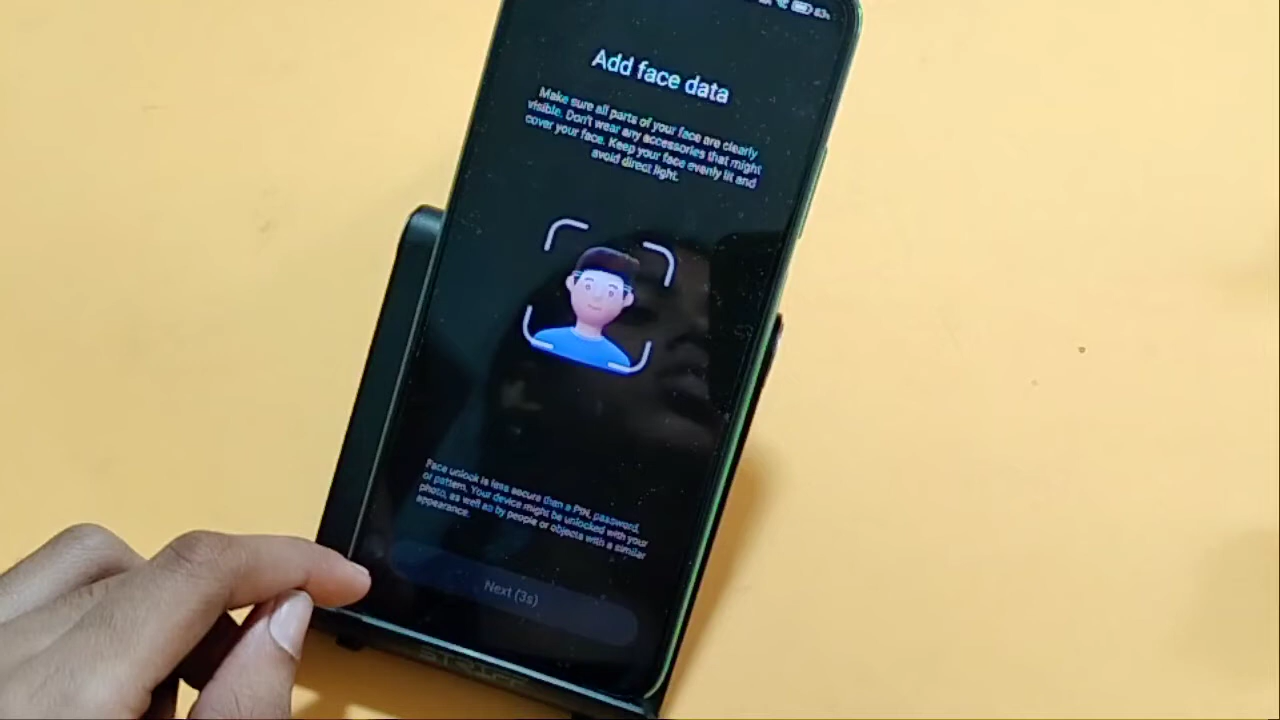 83%
Add face data
Make sure all parts of your face are clearly
visible. Don't wear any accessories that might
cover your face. Keep your face evenly lit and
avoid direct light.
Face unlock is less secure than a PIN, password,
or pattern. Your device might be unlocked with your
photo, as well as by people or objects with a similar
appearance.
Next (3s)
STRIFF